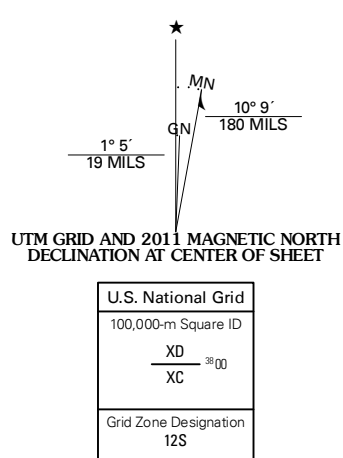 ★
MN
GN
10° 9´
180 MILS
1° 5´
19 MILS
UTM GRID AND 2011 MAGNETIC NORTH
DECLINATION AT CENTER OF SHEET
U.S. National Grid
100,000-m Square ID
XD
3800
XC
Grid Zone Designation
12S